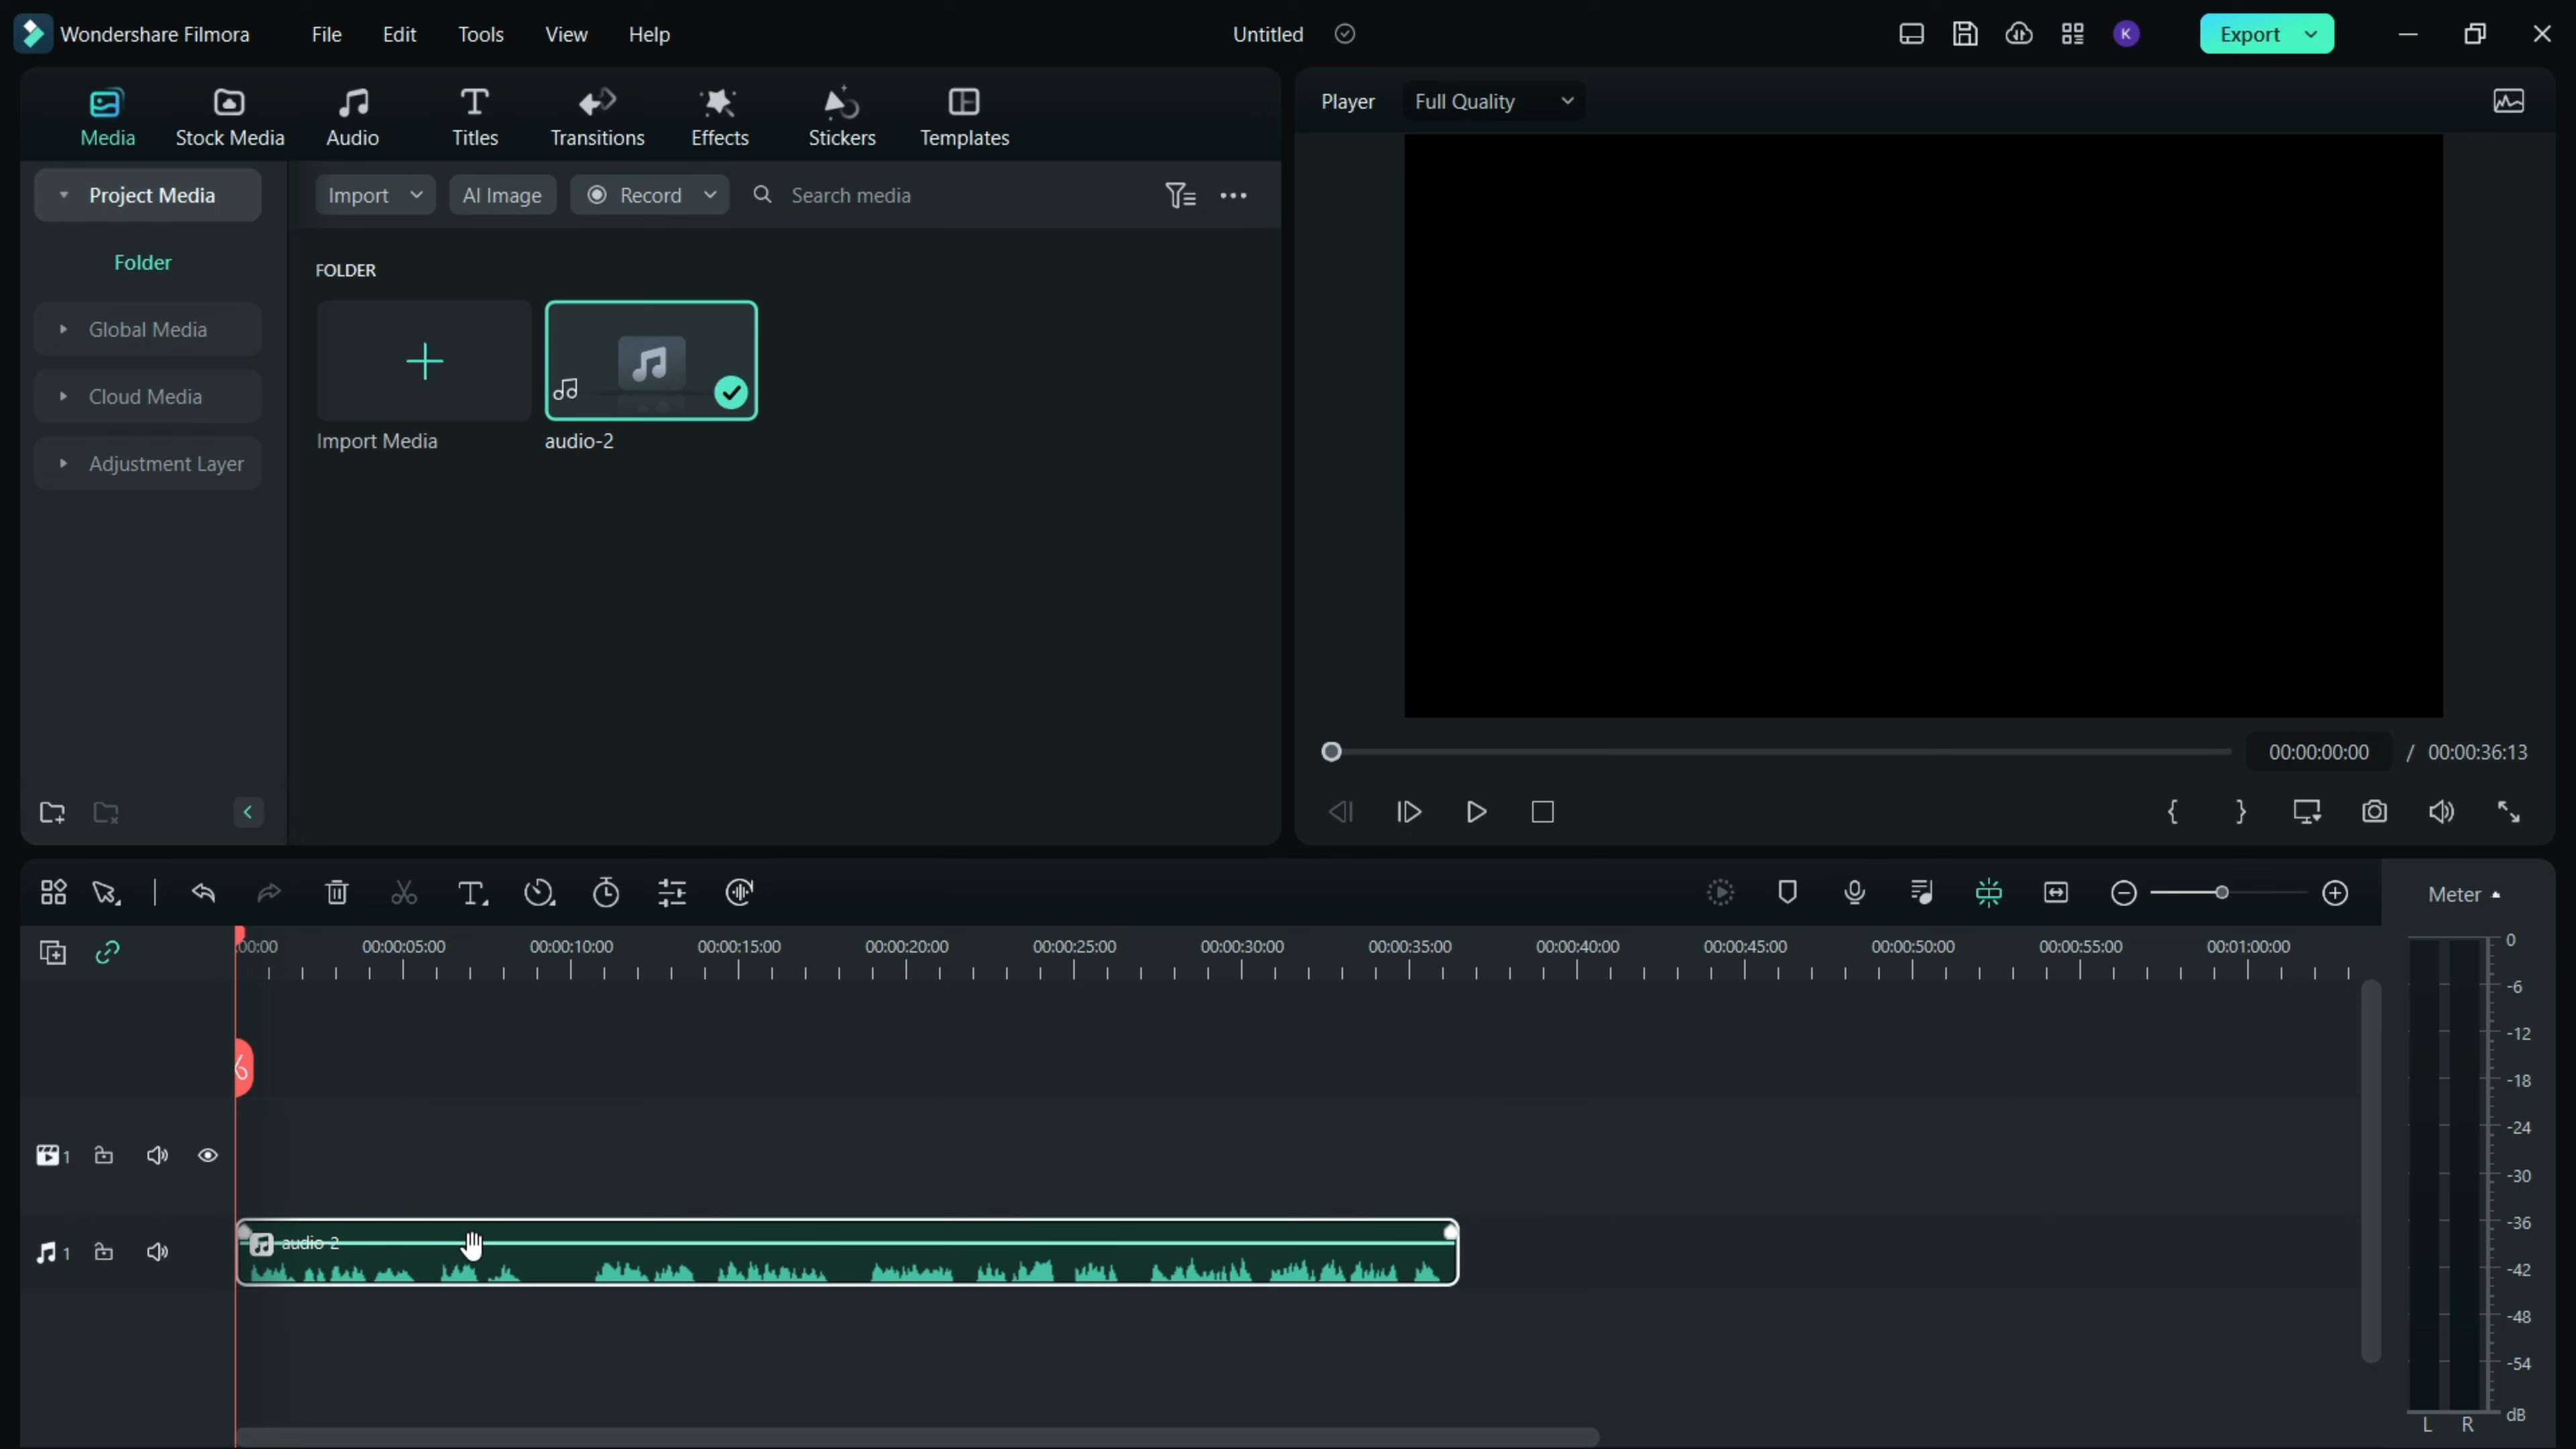 Wondershare Filmora File Edit Tools View Help Untitled K Export
Media Stock Media Audio Titles Transitions Effects Stickers Templates
Player Full Quality
Project Media
Folder
Global Media
Cloud Media
Adjustment Layer
Import AI Image Record Search media
FOLDER
Import Media audio-2
00:00:00:00 / 00:00:36:13
Meter
:00:00 00:00:05:00 00:00:10:00 00:00:15:00 00:00:20:00 00:00:25:00 00:00:30:00 00:00:35:00 00:00:40:00 00:00:45:00 00:00:50:00 00:00:55:00 00:01:00:00
1
1
audio-2
0
-6
-12
-18
-24
-30
-36
-42
-48
-54
dB
L R